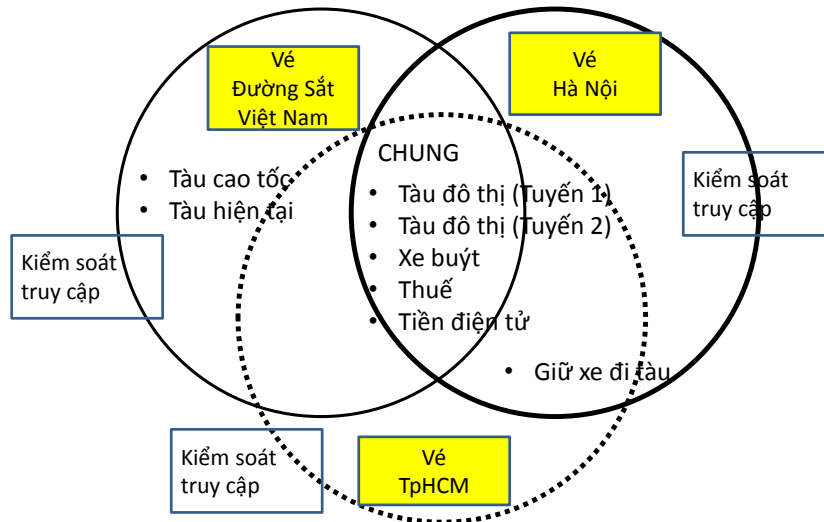 Vé
Đường Sắt
Việt Nam
Vé
Hà Nội
CHUNG
• Tàu cao tốc
• Tàu hiện tại
• Tàu đô thị (Tuyến 1)
• Tàu đô thị (Tuyến 2)
• Xe buýt
• Thuế
• Tiền điện tử
Kiểm soát
truy cập
Kiểm soát
truy cập
• Giữ xe đi tàu
Kiểm soát
truy cập
Vé
TpHCM